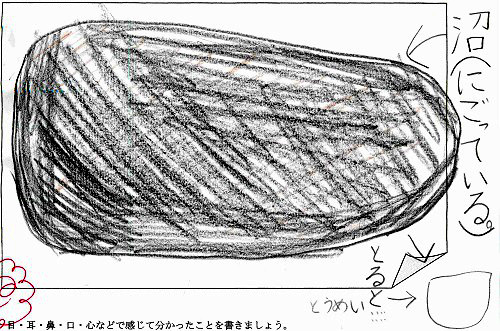 沼(にごっている。)
とると→
とうめい
目・耳・鼻・口・心などで感じて分かったことを書きましょう。